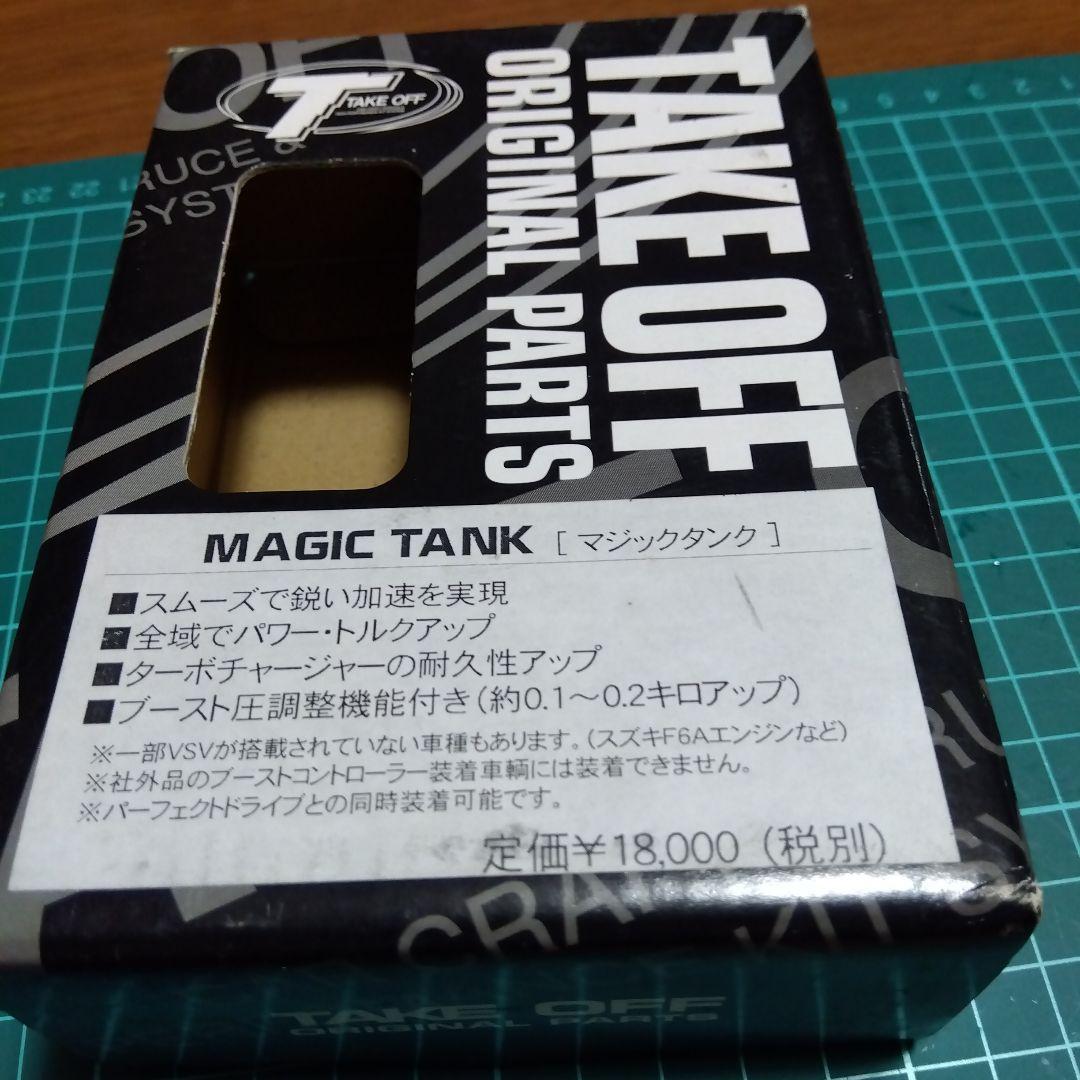 TAKE OFF
ORIGINAL PARTS
T TAKE OFF
RUCE &
SYST
MAGIC TANK [マジックタンク]
■スムーズで鋭い加速を実現
■全域でパワー・トルクアップ
■ターボチャージャーの耐久性アップ
■ブースト圧調整機能付き(約0.1~0.2キロアップ)
※一部VSVが搭載されていない車種もあります。(スズキF6Aエンジンなど)
※社外品のブーストコントローラー装着車輌には装着できません。
※パーフェクトドライブとの同時装着可能です。
定価¥18,000(税別)
TAKE OFF
ORIGINAL PARTS